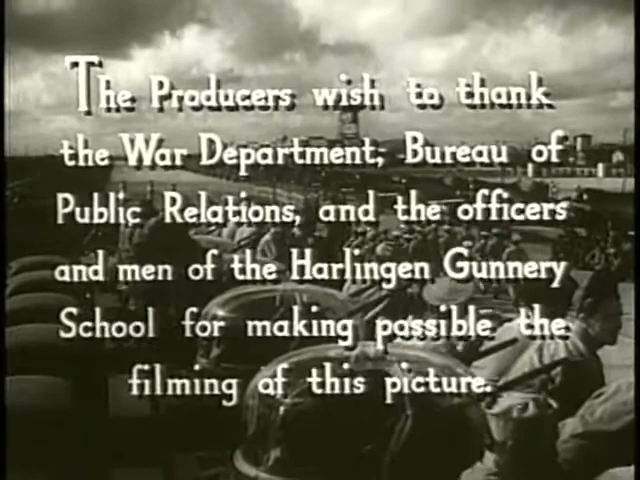 The Producers wish to thank
the War Department, Bureau of
Public Relations, and the officers
and men of the Harlingen Gunnery
School for making possible the
filming of this picture.